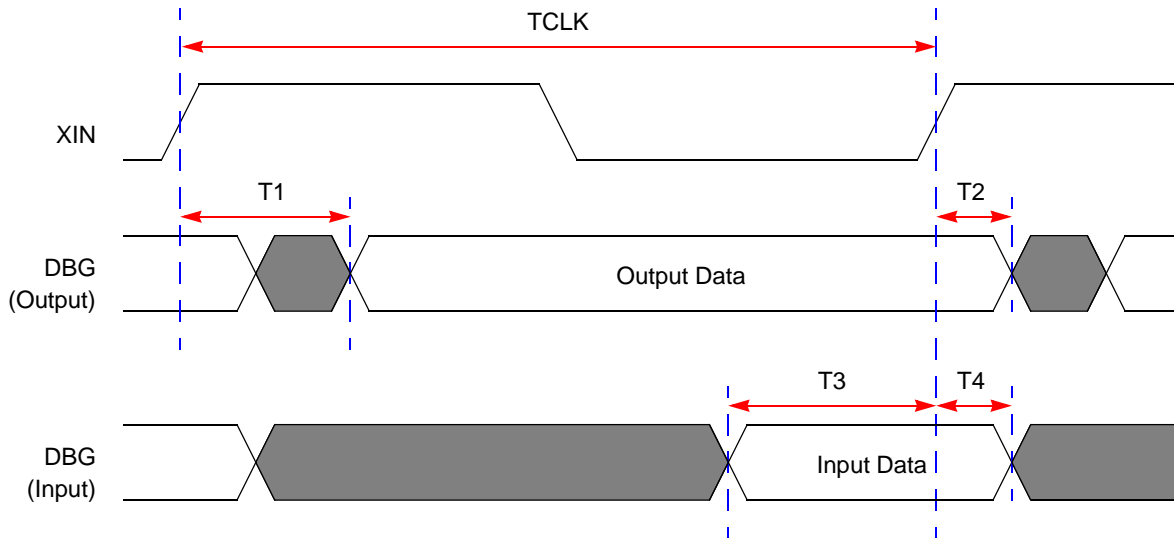 TCLK
XIN
T1
T2
DBG
(Output)
Output Data
T3
T4
DBG
(Input)
Input Data